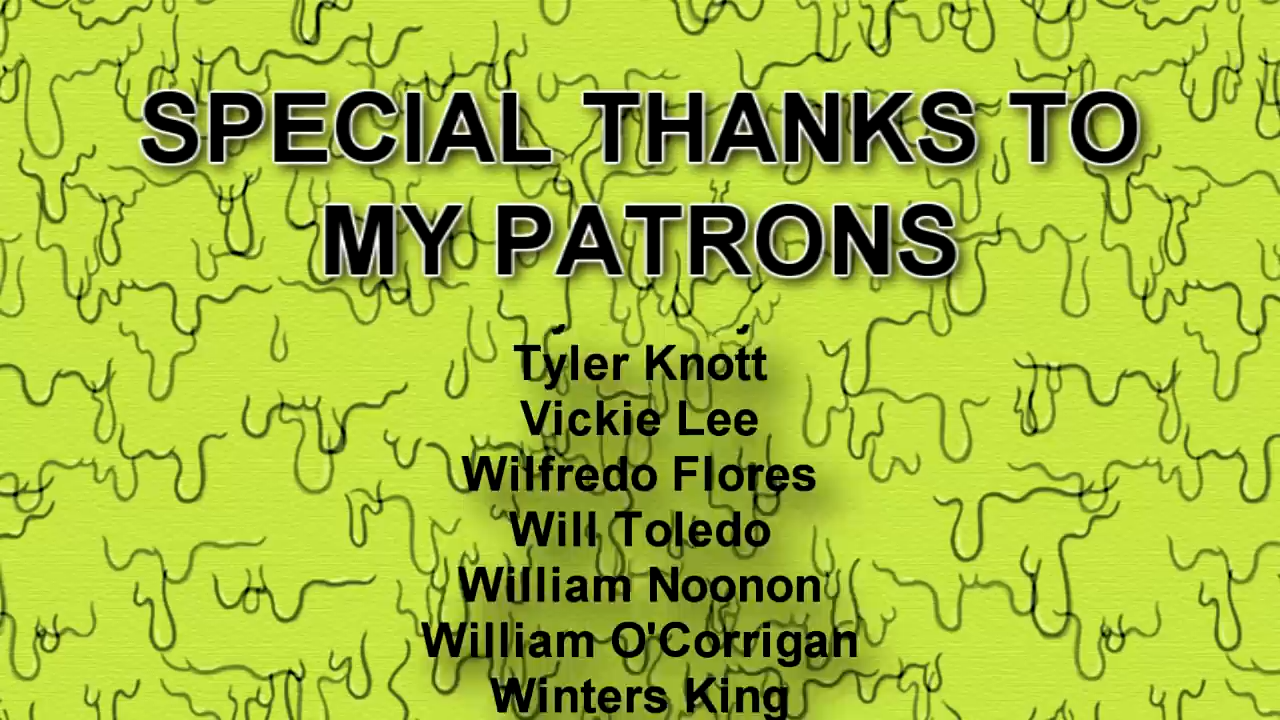 SPECIAL THANKS TO
MY PATRONS
Tyler Knott
Vickie Lee
Wilfredo Flores
Will Toledo
William Noonon
William O'Corrigan
Winters King